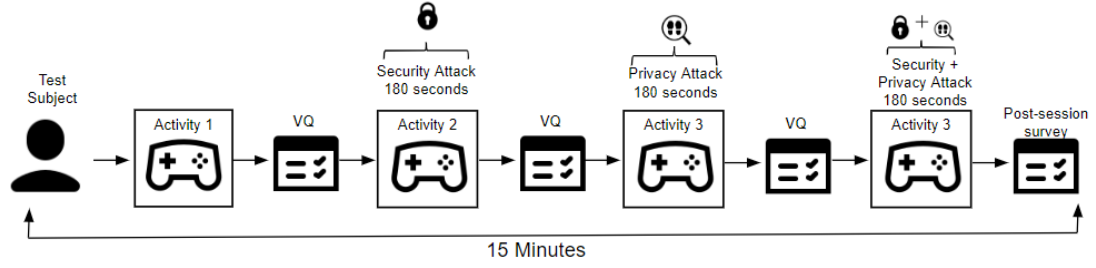 Test
Subject
Activity 1
VQ
Security Attack
180 seconds
Activity 2
VQ
Privacy Attack
180 seconds
Activity 3
VQ
+
Security +
Privacy Attack
180 seconds
Activity 3
Post-session
survey
15 Minutes